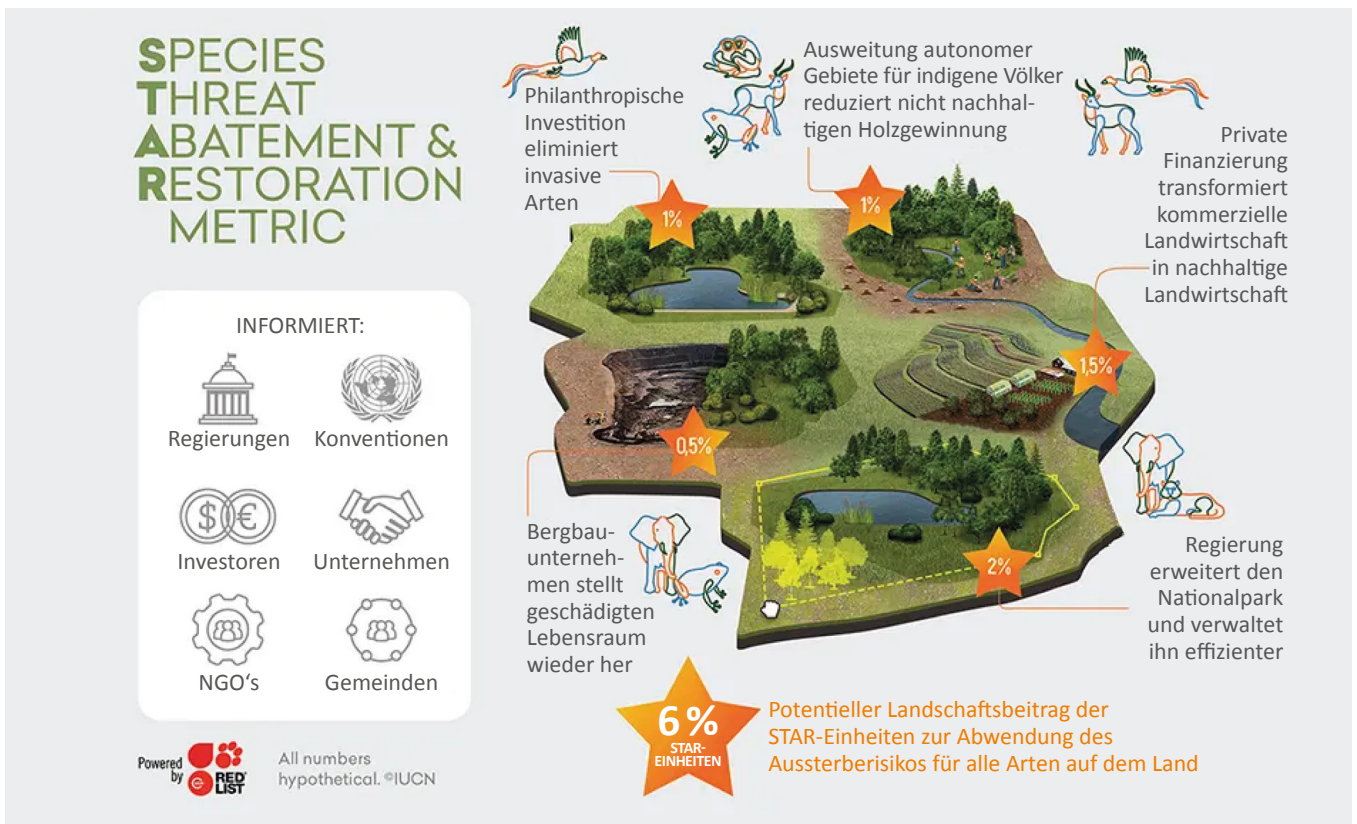 SPECIES
THREAT
ABATEMENT &
RESTORATION
METRIC
INFORMIERT:
Regierungen
Konventionen
$ €
Investoren
Unternehmen
NGO‘s
Gemeinden
Powered
by
RED
LIST
All numbers
hypothetical. ©IUCN
Philanthropische
Investition
eliminiert
invasive
Arten
1%
Ausweitung autonomer
Gebiete für indigene Völker
reduziert nicht nachhal-
tigen Holzgewinnung
1%
Private
Finanzierung
transformiert
kommerzielle
Landwirtschaft
in nachhaltige
Landwirtschaft
1,5%
0,5%
Bergbau-
unterneh-
men stellt
geschädigten
Lebensraum
wieder her
2%
Regierung
erweitert den
Nationalpark
und verwaltet
ihn effizienter
6 %
STAR-
EINHEITEN
Potentieller Landschaftsbeitrag der
STAR-Einheiten zur Abwendung des
Aussterberisikos für alle Arten auf dem Land